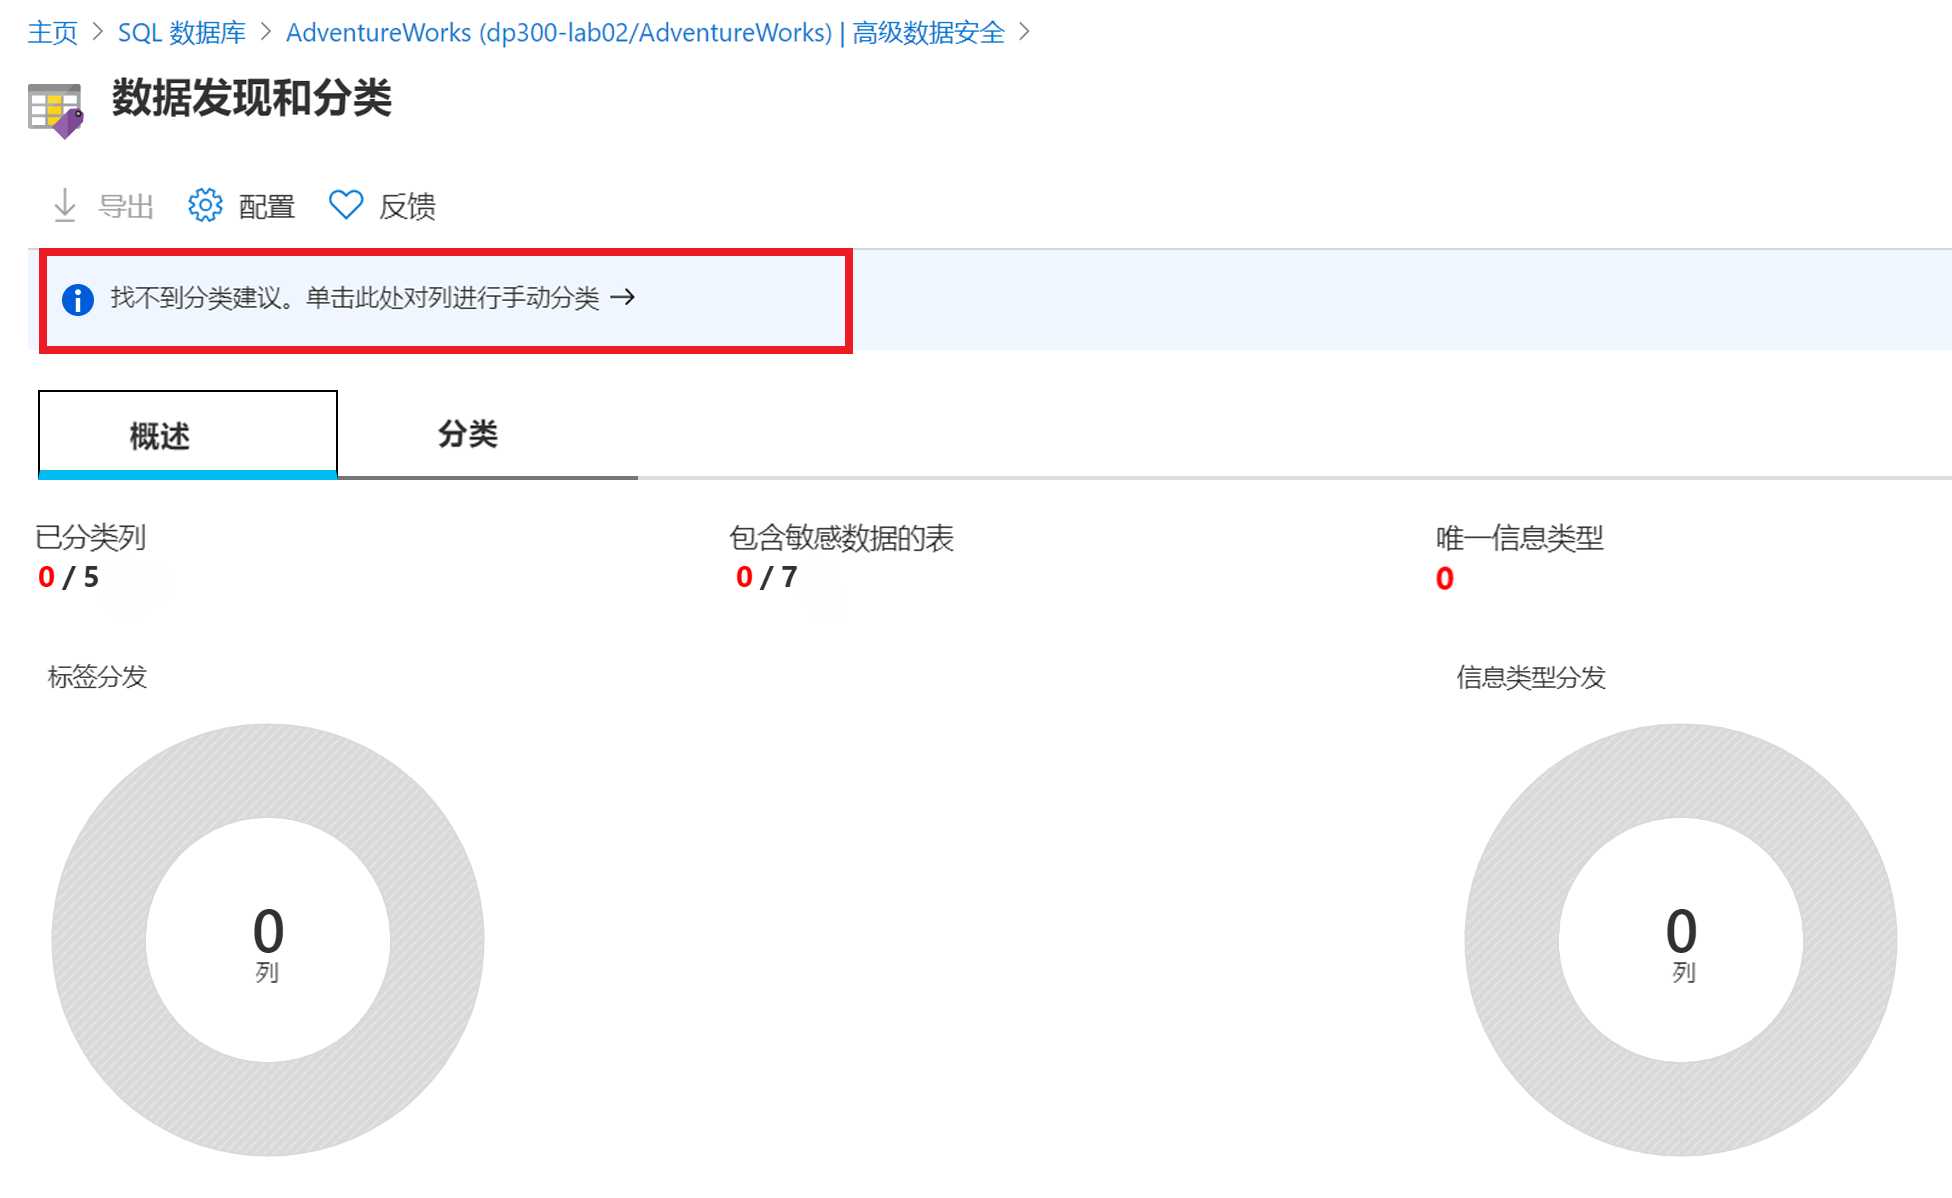 主页 > SQL 数据库 > AdventureWorks (dp300-lab02/AdventureWorks) | 高级数据安全 >
数据发现和分类
导出 配置 反馈
找不到分类建议。单击此处对列进行手动分类 →
概述 分类
已分类列 包含敏感数据的表 唯一信息类型
0 / 5 0 / 7 0
标签分发 信息类型分发
0 0
列 列